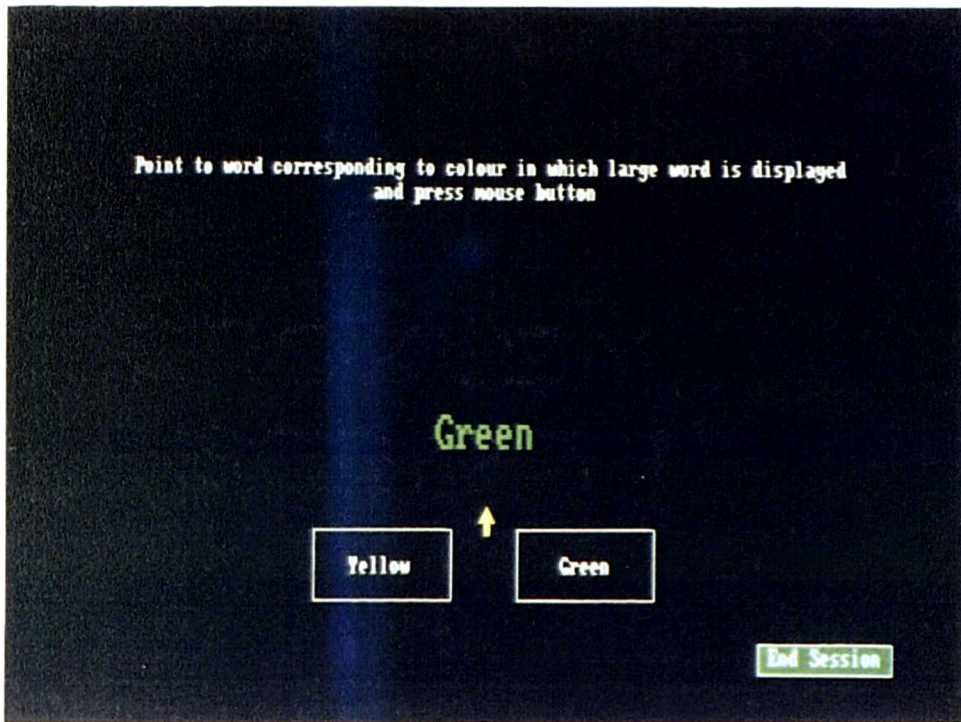 Point to word corresponding to colour in which large word is displayed
and press mouse button
Green
Yellow
Green
End Session